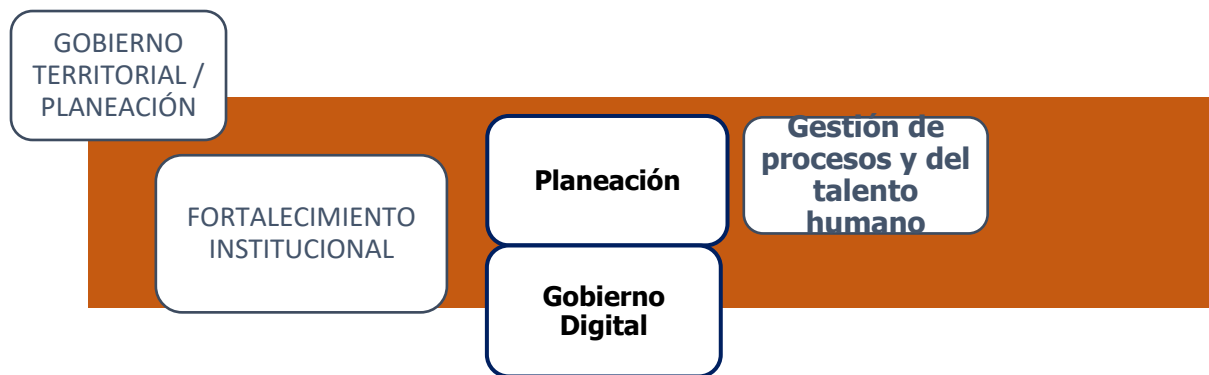 GOBIERNO
TERRITORIAL /
PLANEACIÓN
FORTALECIMIENTO
INSTITUCIONAL
Planeación
Gobierno
Digital
Gestión de
procesos y del
talento
humano